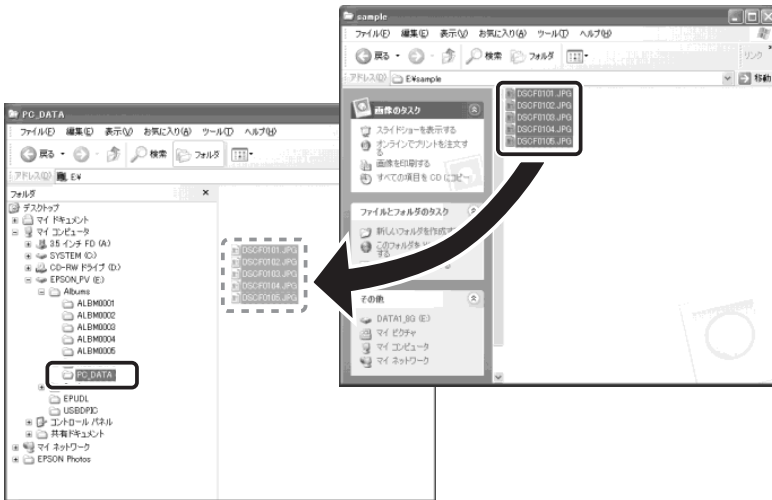 sample
ファイル(F) 編集(E) 表示(V) お気に入り(A) ツール(T) ヘルプ(H)
戻る 検索 フォルダ リンク
アドレス(D) E¥sample 移動
画像のタスク
スライドショーを表示する
オンラインでプリントを注文する
画像を印刷する
すべての項目を CD にコピー
ファイルとフォルダのタスク
新しいフォルダを作成す
このフォルダを
する
その他
DATA1_BG (E:)
マイ ピクチャ
マイ コンピュータ
マイ ネットワーク
DSCF0101.JPG
DSCF0102.JPG
DSCF0103.JPG
DSCF0104.JPG
DSCF0105.JPG
PC_DATA
ファイル(F) 編集(E) 表示(V) お気に入り(A) ツール(T) ヘルプ(H)
戻る 検索 フォルダ
アドレス(D) E¥
フォルダ ×
デスクトップ
マイ ドキュメント
マイ コンピュータ
3.5 インチ FD (A:)
SYSTEM (C:)
CD-RW ドライブ (D:)
EPSON_PV (E:)
Albums
ALBM0001
ALBM0002
ALBM0003
ALBM0004
ALBM0005
PC_DATA
EPUDL
USBDPIC
コントロール パネル
共有ドキュメント
マイ ネットワーク
EPSON Photos
DSCF0101.JPG
DSCF0102.JPG
DSCF0103.JPG
DSCF0104.JPG
DSCF0105.JPG